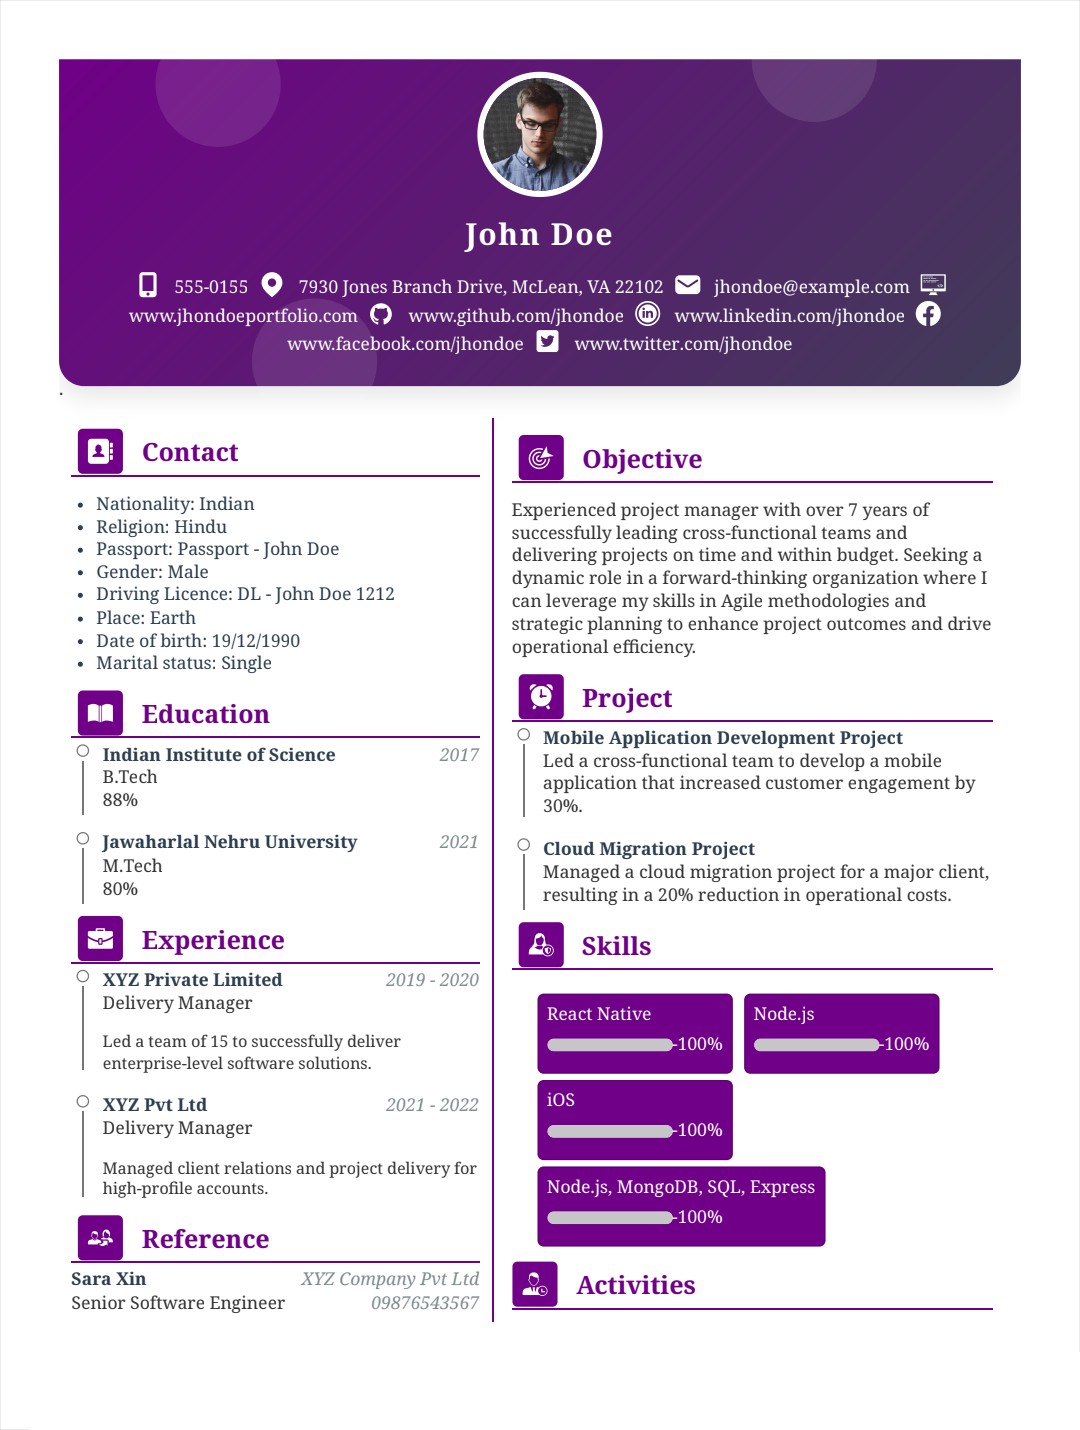 John Doe
555-0155 7930 Jones Branch Drive, McLean, VA 22102 jhondoe@example.com
www.jhondoeportfolio.com www.github.com/jhondoe www.linkedin.com/jhondoe
www.facebook.com/jhondoe www.twitter.com/jhondoe
.
Contact
• Nationality: Indian
• Religion: Hindu
• Passport: Passport - John Doe
• Gender: Male
• Driving Licence: DL - John Doe 1212
• Place: Earth
• Date of birth: 19/12/1990
• Marital status: Single
Education
Indian Institute of Science 2017
B.Tech
88%
Jawaharlal Nehru University 2021
M.Tech
80%
Experience
XYZ Private Limited 2019 - 2020
Delivery Manager
Led a team of 15 to successfully deliver
enterprise-level software solutions.
XYZ Pvt Ltd 2021 - 2022
Delivery Manager
Managed client relations and project delivery for
high-profile accounts.
Reference
Sara Xin XYZ Company Pvt Ltd
Senior Software Engineer 09876543567
Objective
Experienced project manager with over 7 years of
successfully leading cross-functional teams and
delivering projects on time and within budget. Seeking a
dynamic role in a forward-thinking organization where I
can leverage my skills in Agile methodologies and
strategic planning to enhance project outcomes and drive
operational efficiency.
Project
Mobile Application Development Project
Led a cross-functional team to develop a mobile
application that increased customer engagement by
30%.
Cloud Migration Project
Managed a cloud migration project for a major client,
resulting in a 20% reduction in operational costs.
Skills
React Native
-100%
Node.js
-100%
iOS
-100%
Node.js, MongoDB, SQL, Express
-100%
Activities